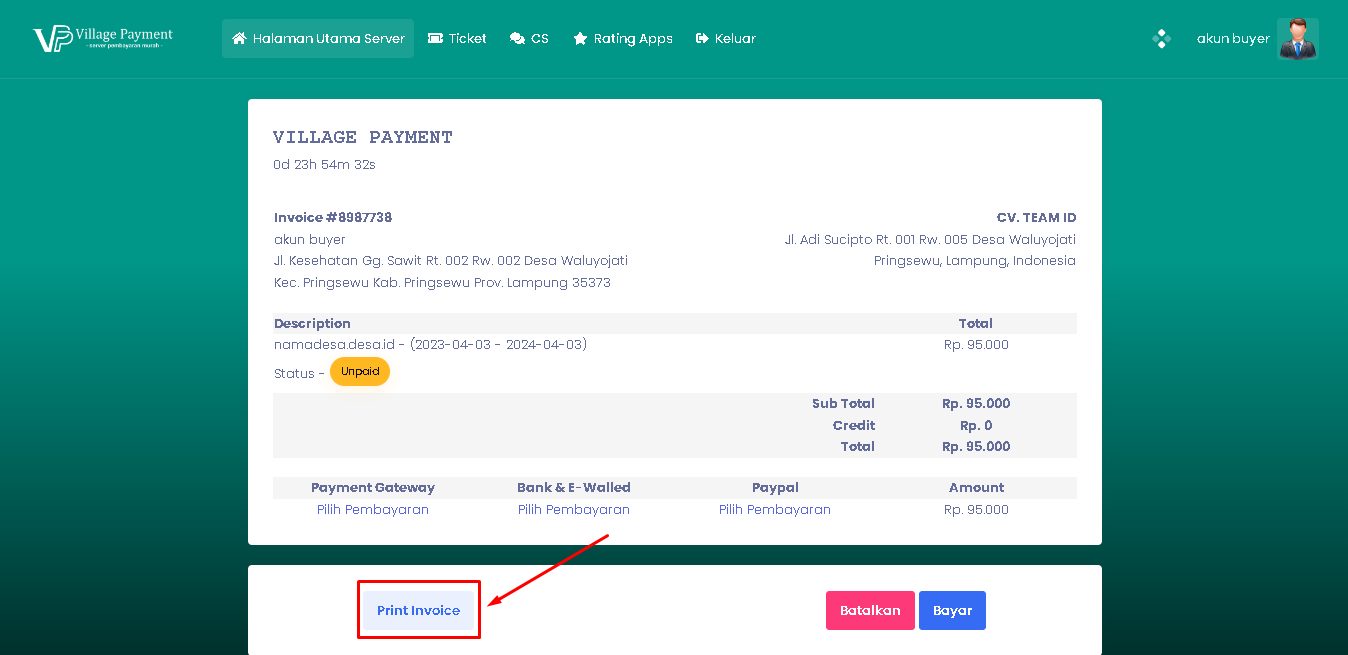 VP Village Payment
- server pembayaran murah -
Halaman Utama Server
Ticket
CS
Rating Apps
Keluar
akun buyer
VILLAGE PAYMENT
0d 23h 54m 32s
Invoice #8987738
CV. TEAM ID
akun buyer
Jl. Adi Sucipto Rt. 001 Rw. 005 Desa Waluyojati
Jl. Kesehatan Gg. Sawit Rt. 002 Rw. 002 Desa Waluyojati
Pringsewu, Lampung, Indonesia
Kec. Pringsewu Kab. Pringsewu Prov. Lampung 35373
Description Total
namadesa.desa.id - (2023-04-03 - 2024-04-03) Rp. 95.000
Status - Unpaid
Sub Total Rp. 95.000
Credit Rp. 0
Total Rp. 95.000
Payment Gateway Bank & E-Walled Paypal Amount
Pilih Pembayaran Pilih Pembayaran Pilih Pembayaran Rp. 95.000
Print Invoice
Batalkan
Bayar